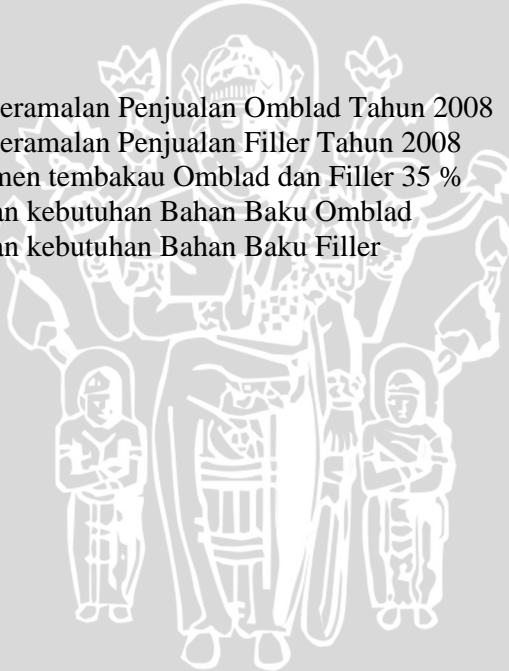 eramalan Penjualan Omblad Tahun 2008
eramalan Penjualan Filler Tahun 2008
men tembakau Omblad dan Filler 35 %
an kebutuhan Bahan Baku Omblad
an kebutuhan Bahan Baku Filler